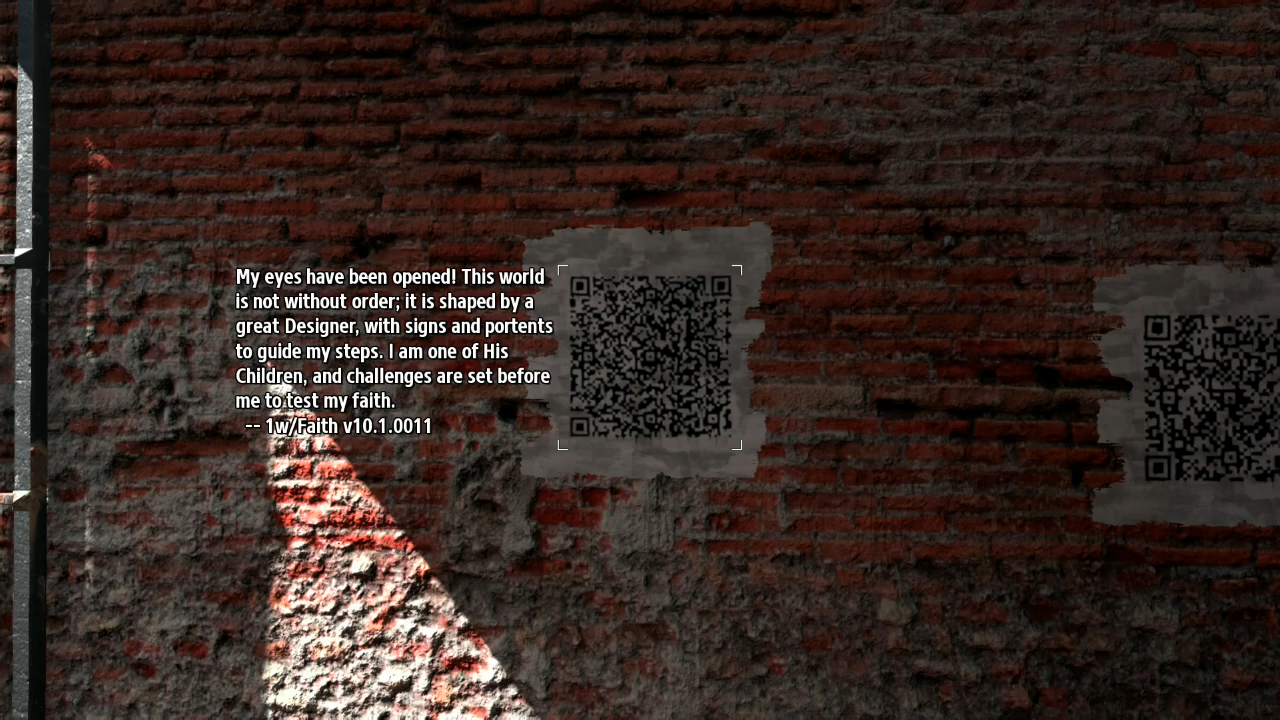 My eyes have been opened! This world
is not without order; it is shaped by a
great Designer, with signs and portents
to guide my steps. I am one of His
Children, and challenges are set before
me to test my faith.
-- 1w/Faith v10.1.0011